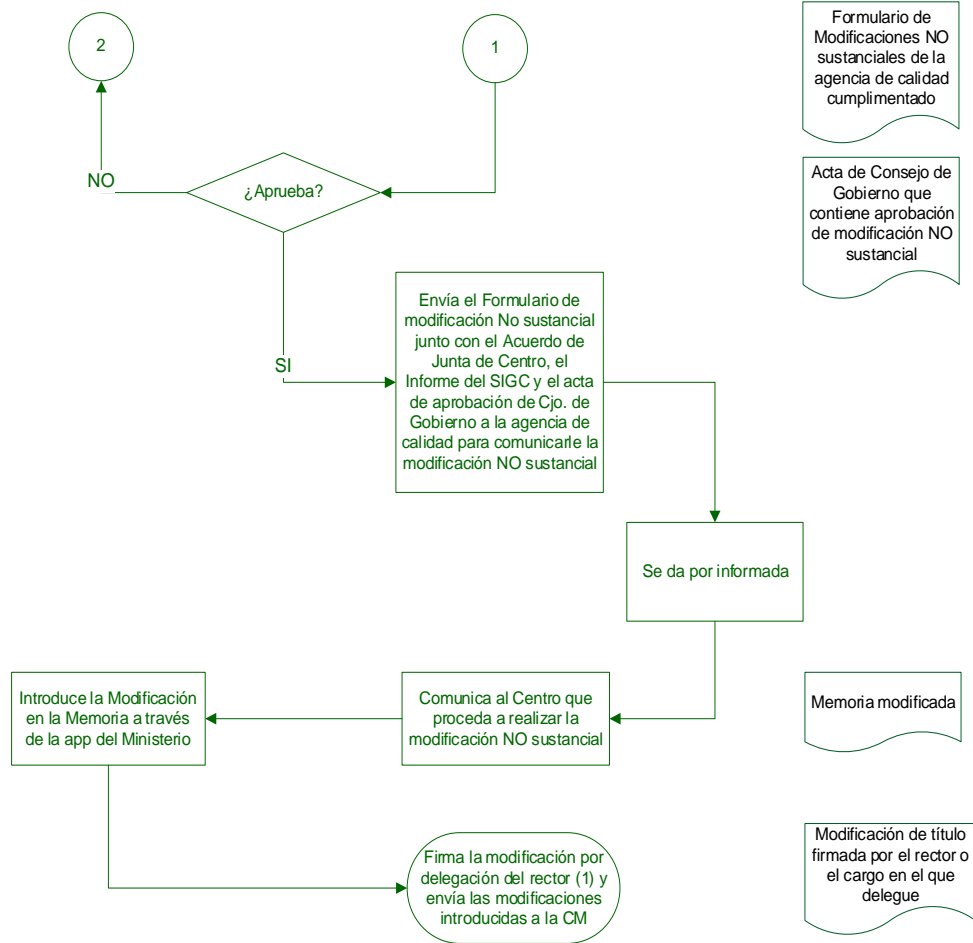 2
1
Formulario de
Modificaciones NO
sustanciales de la
agencia de calidad
cumplimentado
NO
¿Aprueba?
Acta de Consejo de
Gobierno que
contiene aprobación
de modificación NO
sustancial
SI
Envía el Formulario de
modificación No sustancial
junto con el Acuerdo de
Junta de Centro, el
Informe del SIGC y el acta
de aprobación de Cjo. de
Gobierno a la agencia de
calidad para comunicarle la
modificación NO sustancial
Se da por informada
Introduce la Modificación
en la Memoria a través
de la app del Ministerio
Comunica al Centro que
proceda a realizar la
modificación NO sustancial
Memoria modificada
Firma la modificación por
delegación del rector (1) y
envía las modificaciones
introducidas a la CM
Modificación de título
firmada por el rector o
el cargo en el que
delegue